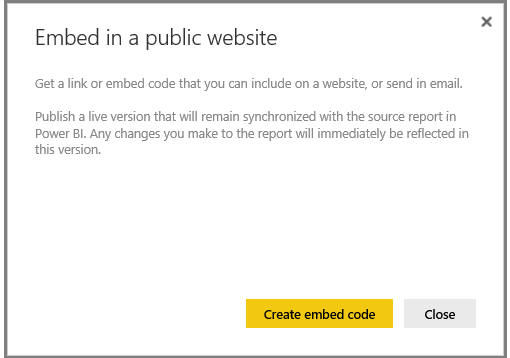 Embed in a public website
Get a link or embed code that you can include on a website, or send in email.
Publish a live version that will remain synchronized with the source report in
Power BI. Any changes you make to the report will immediately be reflected in
this version.
Create embed code
Close